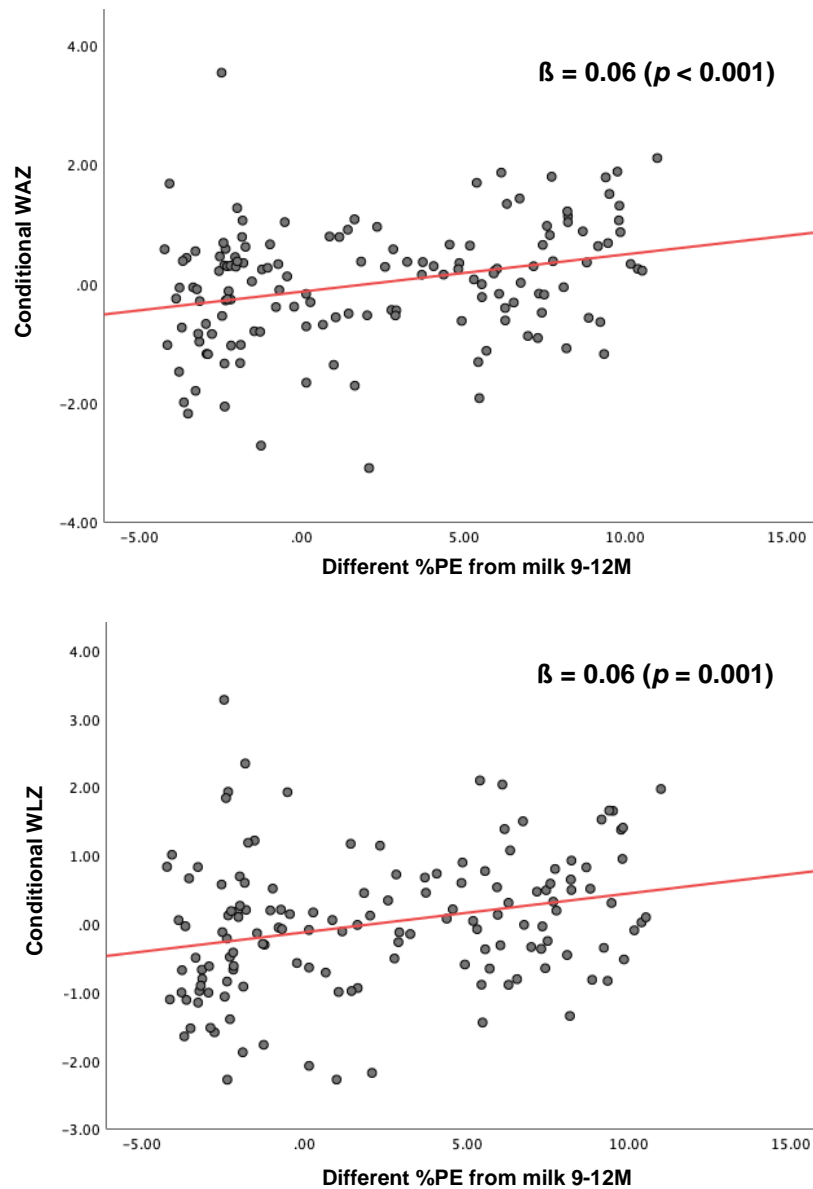 4.00
ß = 0.06 (p < 0.001)
2.00
Conditional WAZ
.00
-2.00
-4.00
-5.00 .00 5.00 10.00 15.00
Different %PE from milk 9-12M
4.00
ß = 0.06 (p = 0.001)
3.00
2.00
1.00
Conditional WLZ
.00
-1.00
-2.00
-3.00
-5.00 .00 5.00 10.00 15.00
Different %PE from milk 9-12M